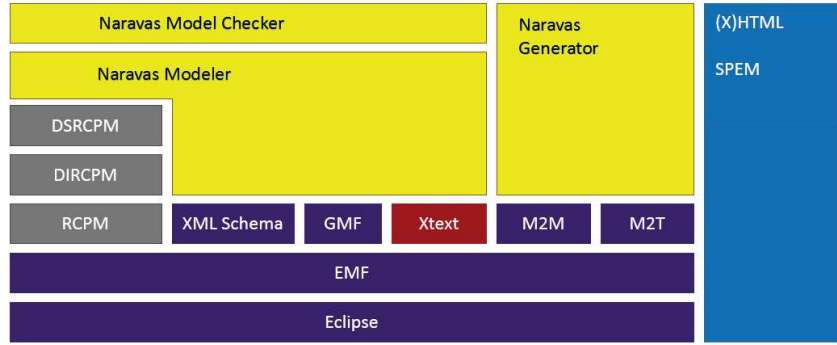 Naravas Model Checker
Naravas
Generator
(X)HTML
SPEM
Naravas Modeler
DSRCPM
DIRCPM
RCPM
XML Schema
GMF
Xtext
M2M
M2T
EMF
Eclipse